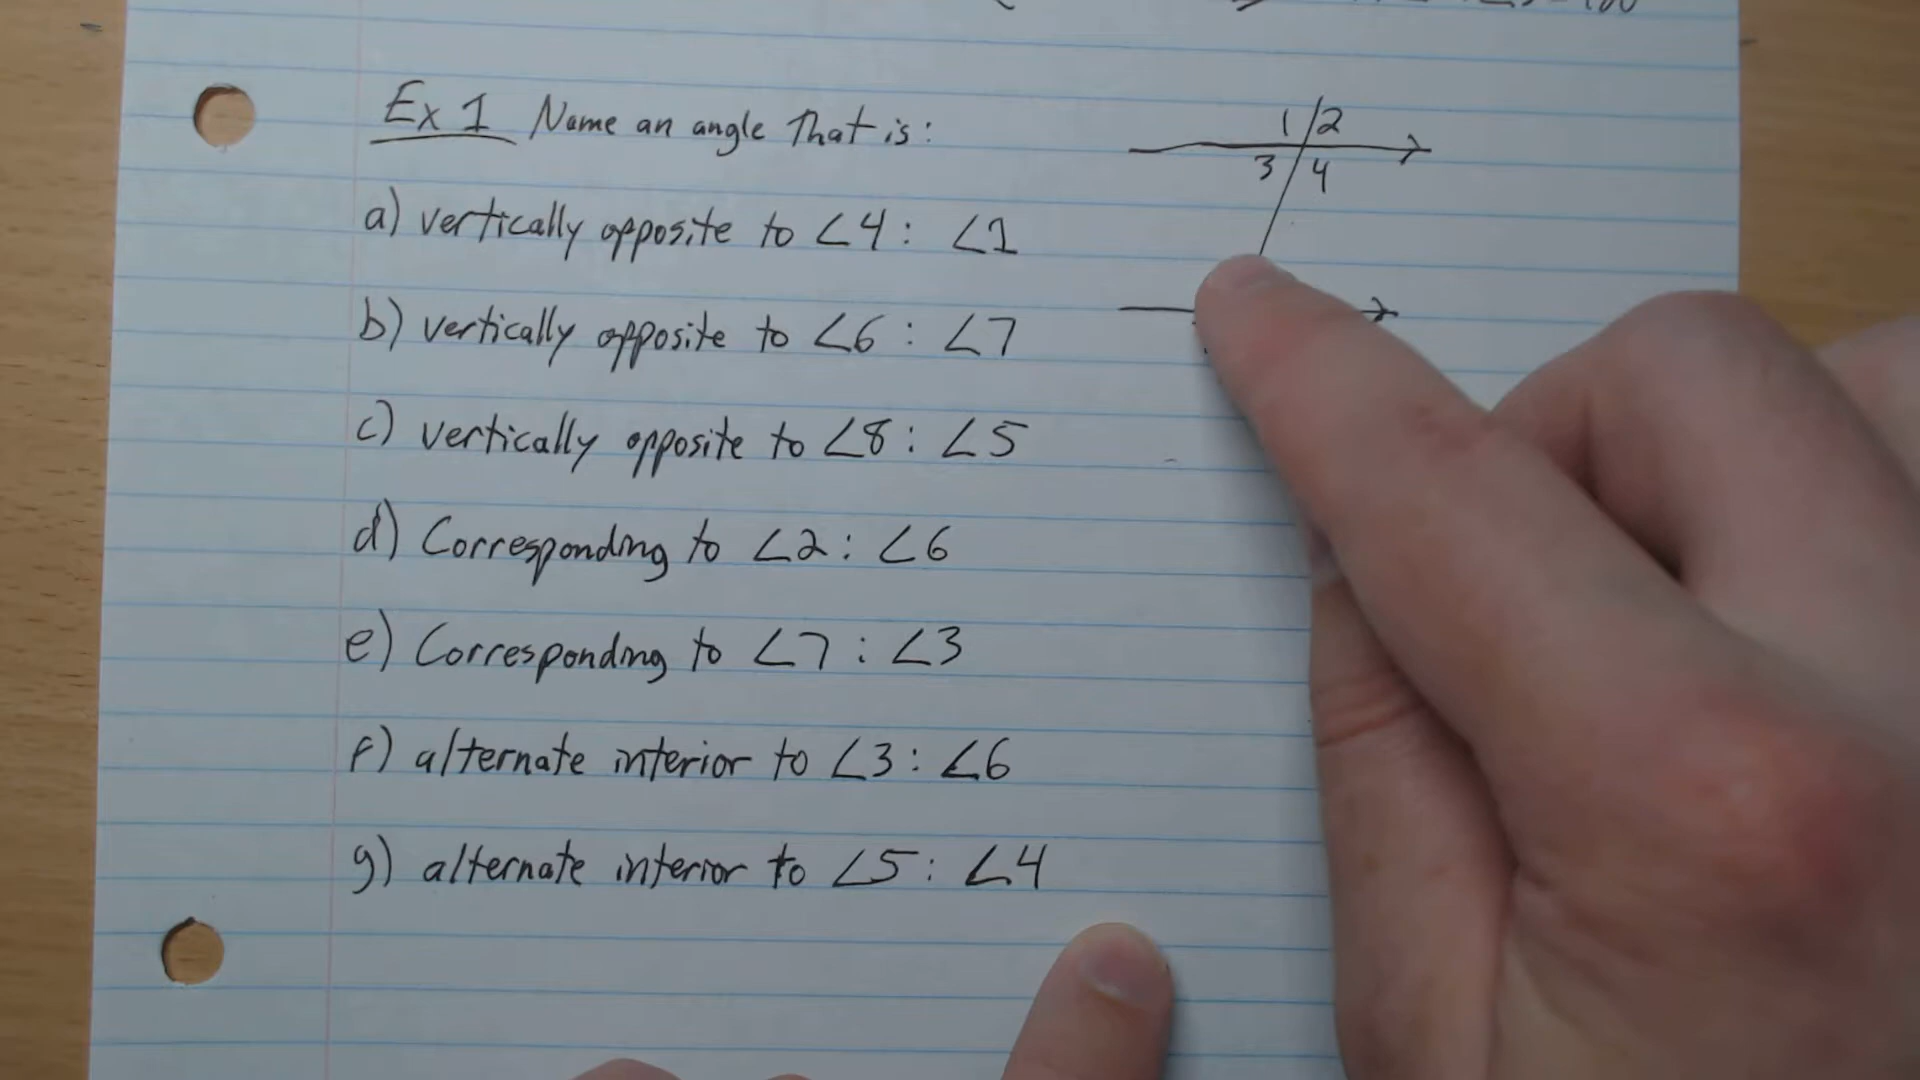 Ex 1 Name an angle that is:
1 2
3 4
a) vertically opposite to ∠4: ∠1
b) vertically opposite to ∠6: ∠7
c) vertically opposite to ∠8: ∠5
d) Corresponding to ∠2: ∠6
e) Corresponding to ∠7: ∠3
f) alternate interior to ∠3: ∠6
g) alternate interior to ∠5: ∠4